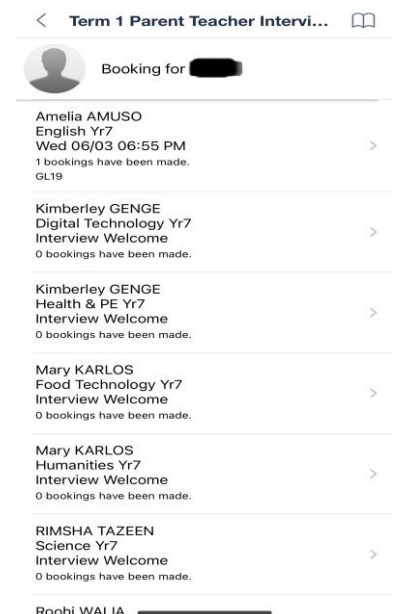 Term 1 Parent Teacher Intervi...
Booking for
Amelia AMUSO
English Yr7
Wed 06/03 06:55 PM
1 bookings have been made.
GL19
Kimberley GENGE
Digital Technology Yr7
Interview Welcome
0 bookings have been made.
Kimberley GENGE
Health & PE Yr7
Interview Welcome
0 bookings have been made.
Mary KARLOS
Food Technology Yr7
Interview Welcome
0 bookings have been made.
Mary KARLOS
Humanities Yr7
Interview Welcome
0 bookings have been made.
RIMSHA TAZEEN
Science Yr7
Interview Welcome
0 bookings have been made.
Roohi WALIA